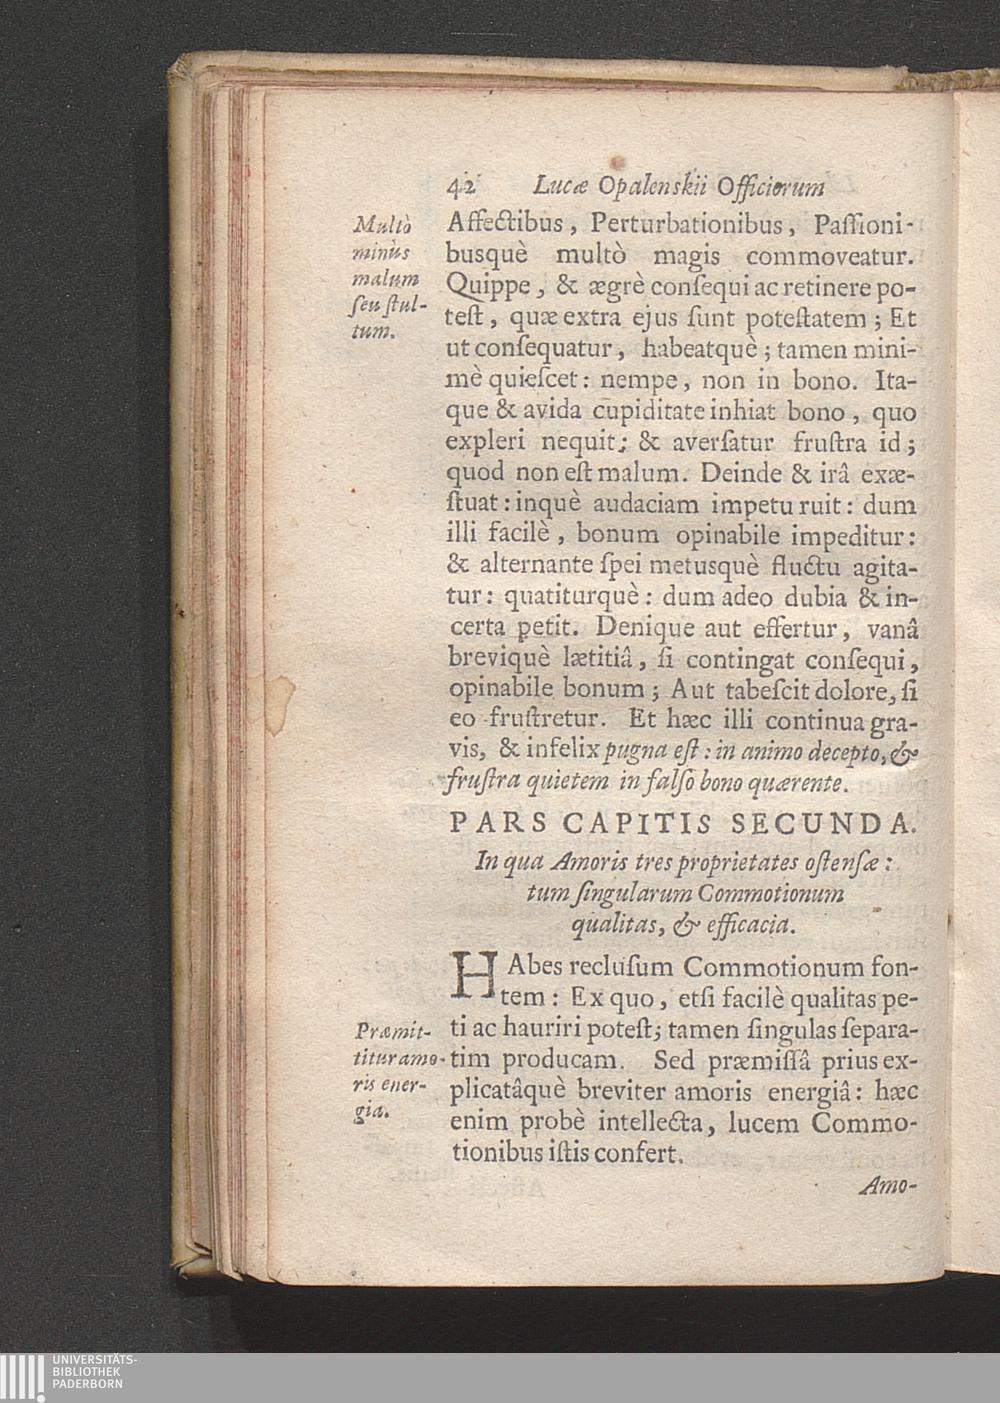 42 Lucæ Opalenskii Officiorum
Multò
minùs
malum
ſeu ſtul-
tum.
Affectibus, Perturbationibus, Paſſioni-
busquè multò magis commoveatur.
Quippe, & ægrè conſequi ac retinere po-
teſt, quæ extra ejus ſunt poteſtatem; Et
ut conſequatur, habeatquè; tamen mini-
mè quieſcet: nempe, non in bono. Ita-
que & avida cupiditate inhiat bono, quo
expleri nequit; & averſatur fruſtra id;
quod non eſt malum. Deinde & irâ exæ-
ſtuat: inquè audaciam impetu ruit: dum
illi facilè, bonum opinabile impeditur:
& alternante ſpei metusquè fluctu agita-
tur: quatiturquè: dum adeo dubia & in-
certa petit. Denique aut effertur, vanâ
breviquè lætitiâ, ſi contingat conſequi,
opinabile bonum; Aut tabeſcit dolore, ſi
eo fruſtretur. Et hæc illi continua gra-
vis, & infelix pugna eſt: in animo decepto, &
fruſtra quietem in falſo bono quærente.
PARS CAPITIS SECUNDA.
In qua Amoris tres proprietates oſtenſæ:
tum ſingularum Commotionum
qualitas, & efficacia.
HAbes recluſum Commotionum fon-
tem: Ex quo, etſi facilè qualitas pe-
ti ac hauriri poteſt; tamen ſingulas ſepara-
tim producam. Sed præmiſſâ prius ex-
plicatâquè breviter amoris energiâ: hæc
enim probè intellecta, lucem Commo-
tionibus iſtis confert.
Præmit-
titur amo-
ris ener-
gia.
Amo-
UNIVERSITÄTS-
BIBLIOTHEK
PADERBORN